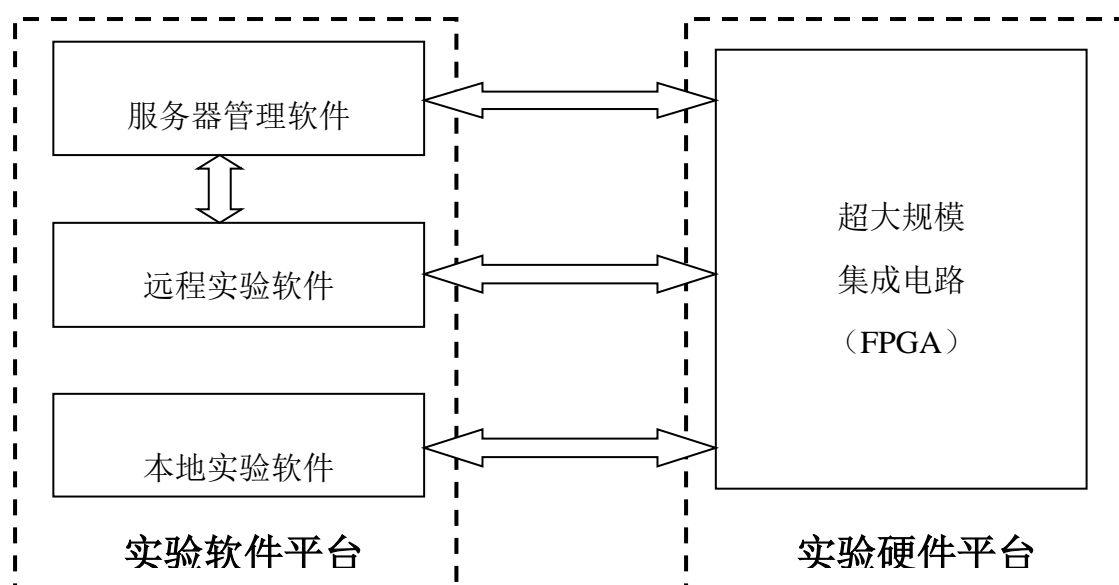 服务器管理软件
远程实验软件
本地实验软件
实验软件平台
超大规模
集成电路
（FPGA）
实验硬件平台